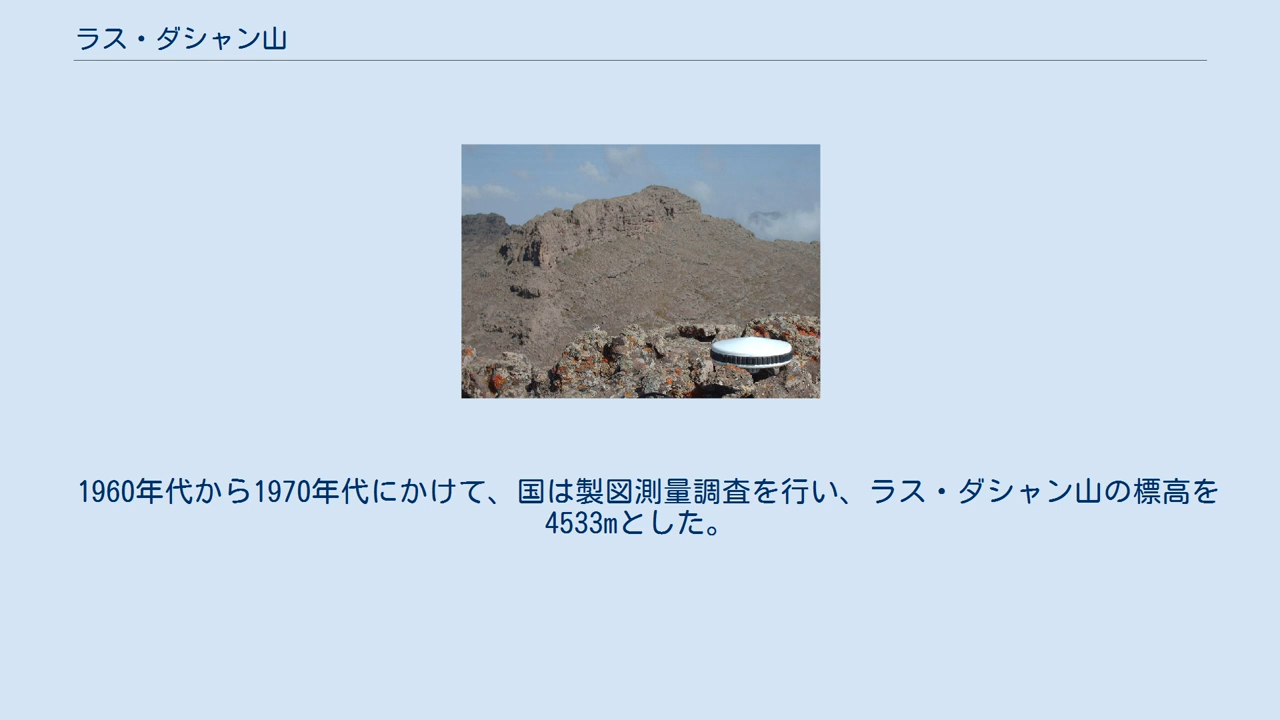 ラス・ダシャン山
1960年代から1970年代にかけて、国は製図測量調査を行い、ラス・ダシャン山の標高を
4533mとした。